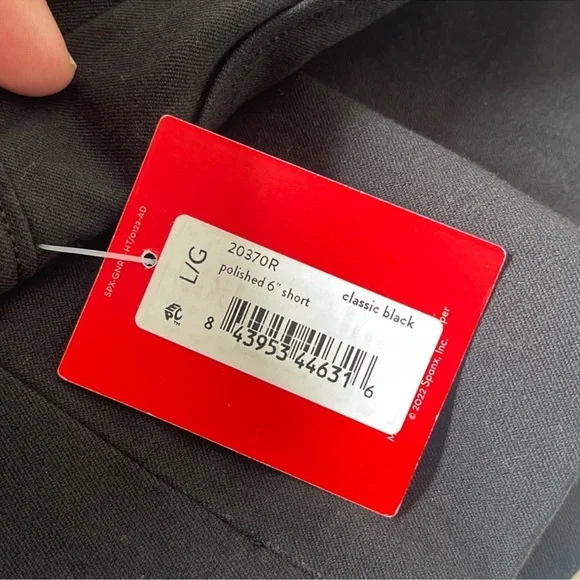 L/G
20370R
polished 6" short
classic black
8 43953 44631 6
© 2022 Spanx, Inc.